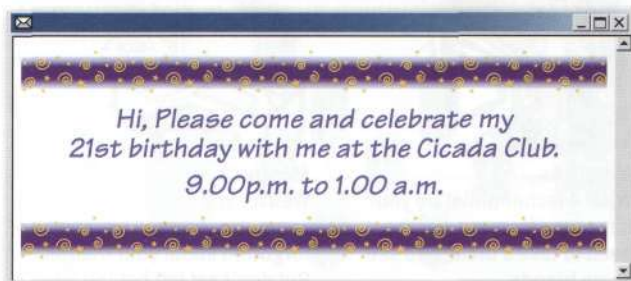 Hi, Please come and celebrate my
21st birthday with me at the Cicada Club.
9.00p.m. to 1.00 a.m.